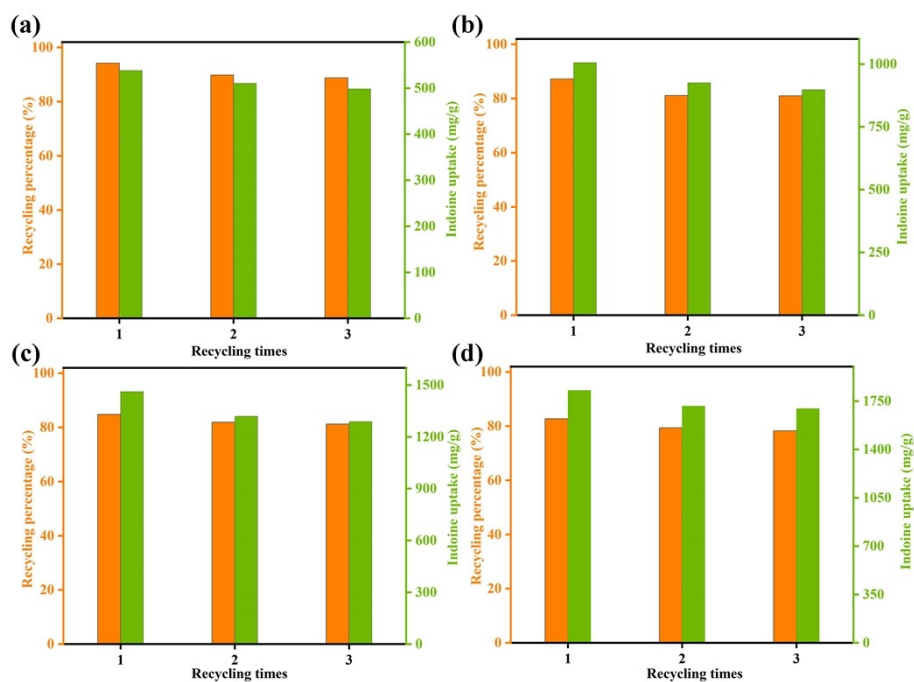 (a)
Recycling percentage (%)
100
80
60
40
20
0
600
500
400
300
200
100
0
Indoine uptake (mg/g)
1 2 3
Recycling times
(b)
Recycling percentage (%)
100
80
60
40
20
0
1000
750
500
250
0
Indoine uptake (mg/g)
1 2 3
Recycling times
(c)
Recycling percentage (%)
100
80
60
40
20
0
1500
1200
900
600
300
0
Indoine uptake (mg/g)
1 2 3
Recycling times
(d)
Recycling percentage (%)
100
80
60
40
20
0
1750
1400
1050
700
350
0
Indoine uptake (mg/g)
1 2 3
Recycling times